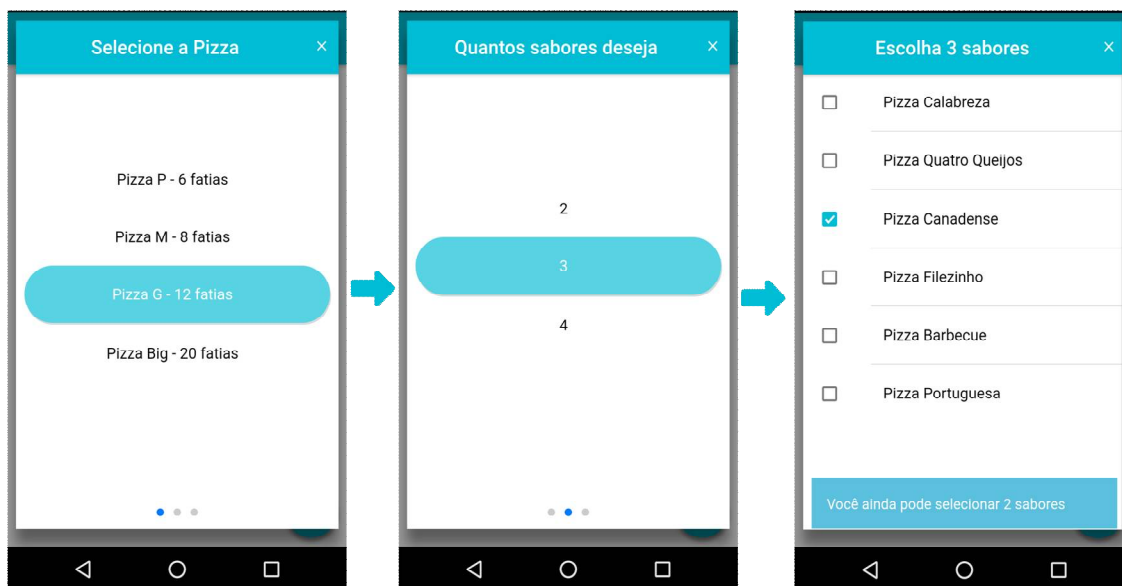 Selecione a Pizza ×
Pizza P - 6 fatias
Pizza M - 8 fatias
Pizza G - 12 fatias
Pizza Big - 20 fatias
Quantos sabores deseja ×
2
3
4
Escolha 3 sabores ×
Pizza Calabreza
Pizza Quatro Queijos
Pizza Canadense
Pizza Filezinho
Pizza Barbecue
Pizza Portuguesa
Você ainda pode selecionar 2 sabores